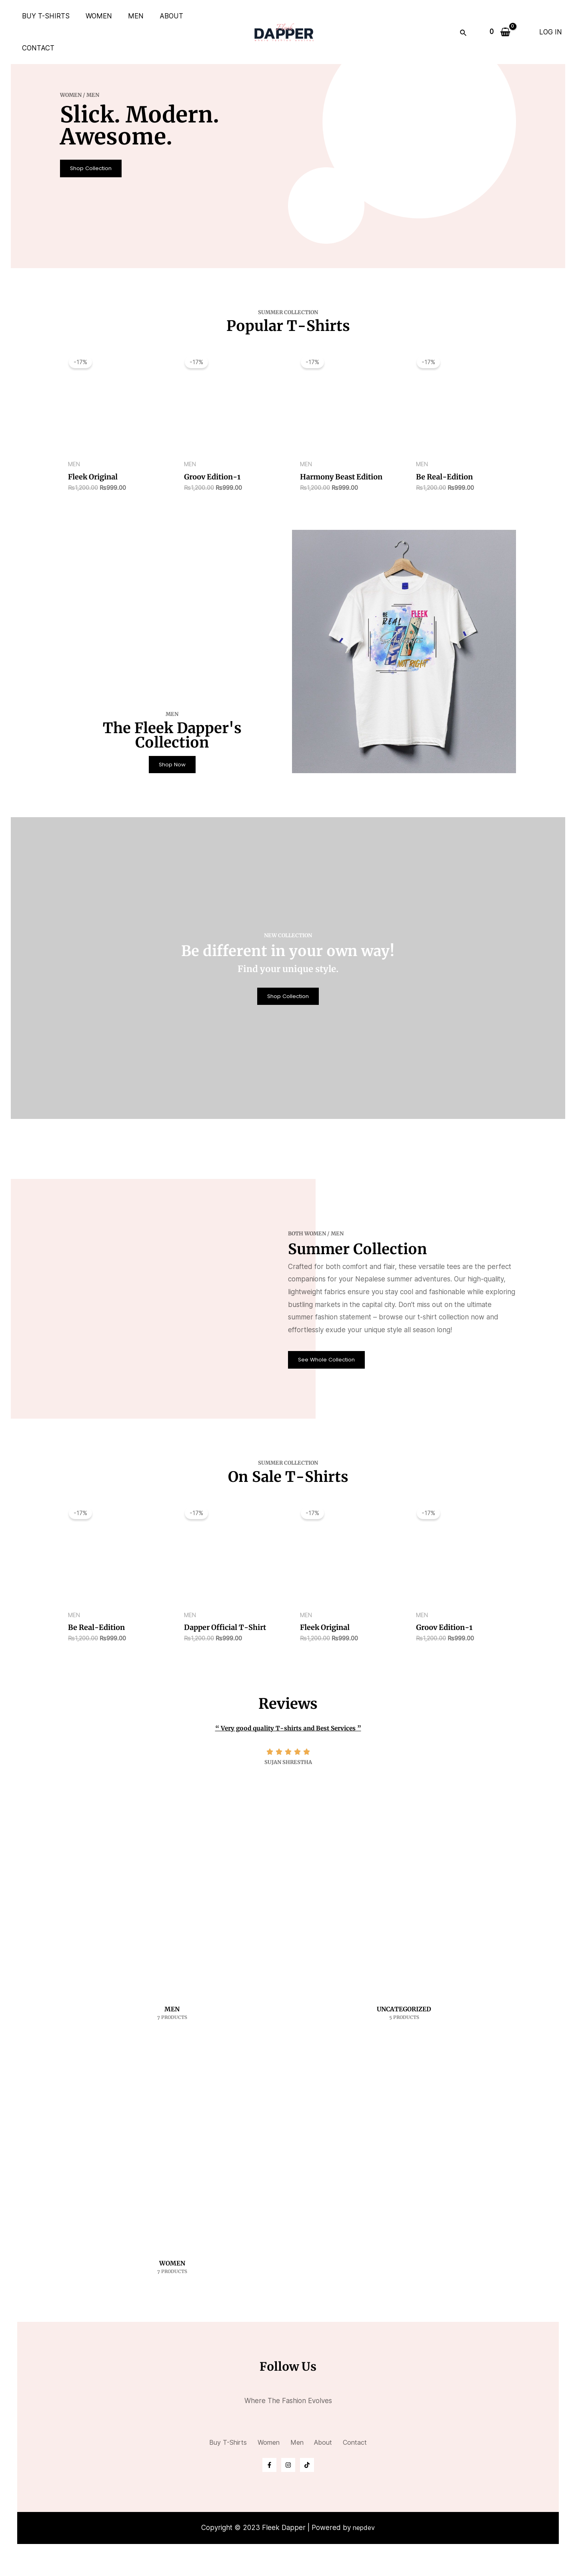 BUY T-SHIRTS WOMEN MEN ABOUT
CONTACT
Fleek
DAPPER
0 0 LOG IN
WOMEN / MEN
Slick. Modern.
Awesome.
Shop Collection
SUMMER COLLECTION
Popular T-Shirts
-17% -17% -17% -17%
MEN MEN MEN MEN
Fleek Original Groov Edition-1 Harmony Beast Edition Be Real-Edition
₨1,200.00 ₨999.00 ₨1,200.00 ₨999.00 ₨1,200.00 ₨999.00 ₨1,200.00 ₨999.00
BE
REAL
FLEEK
NOT RIGHT
MEN
The Fleek Dapper's
Collection
Shop Now
NEW COLLECTION
Be different in your own way!
Find your unique style.
Shop Collection
BOTH WOMEN / MEN
Summer Collection
Crafted for both comfort and flair, these versatile tees are the perfect
companions for your Nepalese summer adventures. Our high-quality,
lightweight fabrics ensure you stay cool and fashionable while exploring
bustling markets in the capital city. Don't miss out on the ultimate
summer fashion statement – browse our t-shirt collection now and
effortlessly exude your unique style all season long!
See Whole Collection
SUMMER COLLECTION
On Sale T-Shirts
-17% -17% -17% -17%
MEN MEN MEN MEN
Be Real-Edition Dapper Official T-Shirt Fleek Original Groov Edition-1
₨1,200.00 ₨999.00 ₨1,200.00 ₨999.00 ₨1,200.00 ₨999.00 ₨1,200.00 ₨999.00
Reviews
“ Very good quality T-shirts and Best Services ”
SUJAN SHRESTHA
MEN UNCATEGORIZED
7 PRODUCTS 5 PRODUCTS
WOMEN
7 PRODUCTS
Follow Us
Where The Fashion Evolves
Buy T-Shirts Women Men About Contact
Copyright © 2023 Fleek Dapper | Powered by nepdev